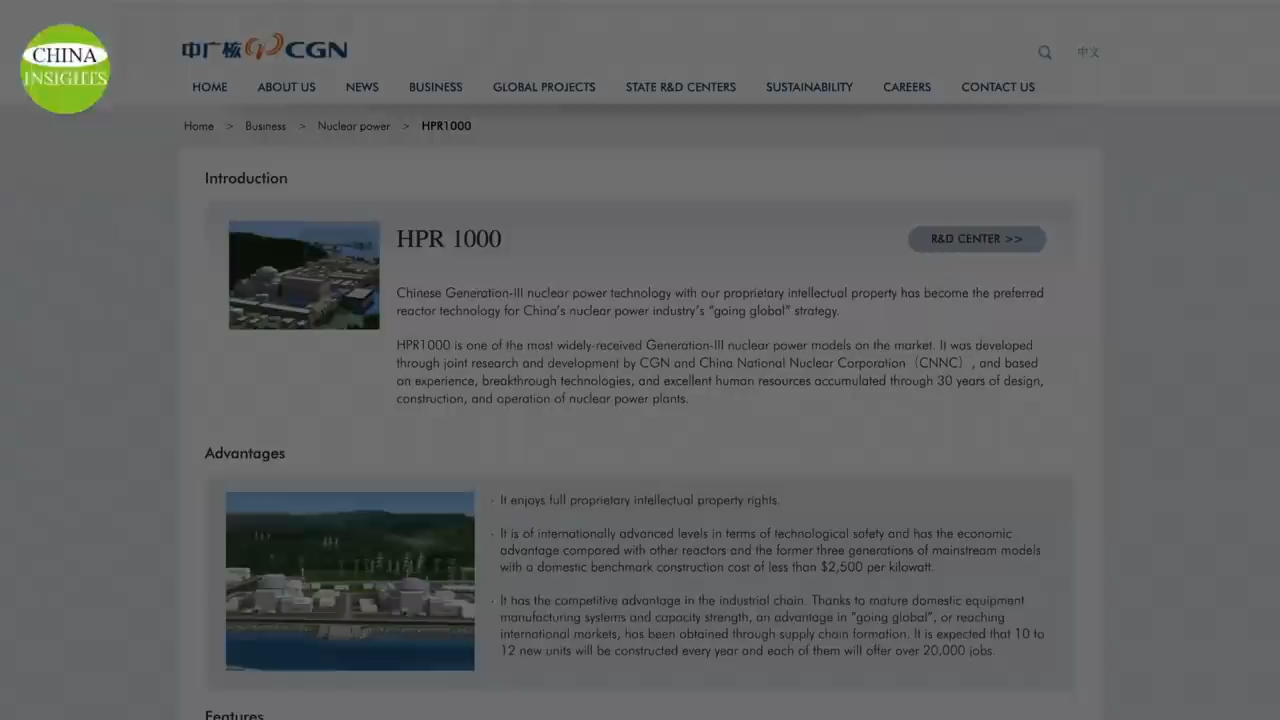 CHINA
INSIGHTS
中广核 CGN
中文
HOME ABOUT US NEWS BUSINESS GLOBAL PROJECTS STATE R&D CENTERS SUSTAINABILITY CAREERS CONTACT US
Home > Business > Nuclear power > HPR1000
Introduction
HPR 1000
R&D CENTER >>
Chinese Generation-III nuclear power technology with our proprietary intellectual property has become the preferred
reactor technology for China's nuclear power industry's "going global" strategy.
HPR1000 is one of the most widely-received Generation-III nuclear power models on the market. It was developed
through joint research and development by CGN and China National Nuclear Corporation（CNNC）, and based
on experience, breakthrough technologies, and excellent human resources accumulated through 30 years of design,
construction, and operation of nuclear power plants.
Advantages
· It enjoys full proprietary intellectual property rights.
· It is of internationally advanced levels in terms of technological safety and has the economic
advantage compared with other reactors and the former three generations of mainstream models
with a domestic benchmark construction cost of less than $2,500 per kilowatt.
· It has the competitive advantage in the industrial chain. Thanks to mature domestic equipment
manufacturing systems and capacity strength, an advantage in "going global", or reaching
international markets, has been obtained through supply chain formation. It is expected that 10 to
12 new units will be constructed every year and each of them will offer over 20,000 jobs.
Features